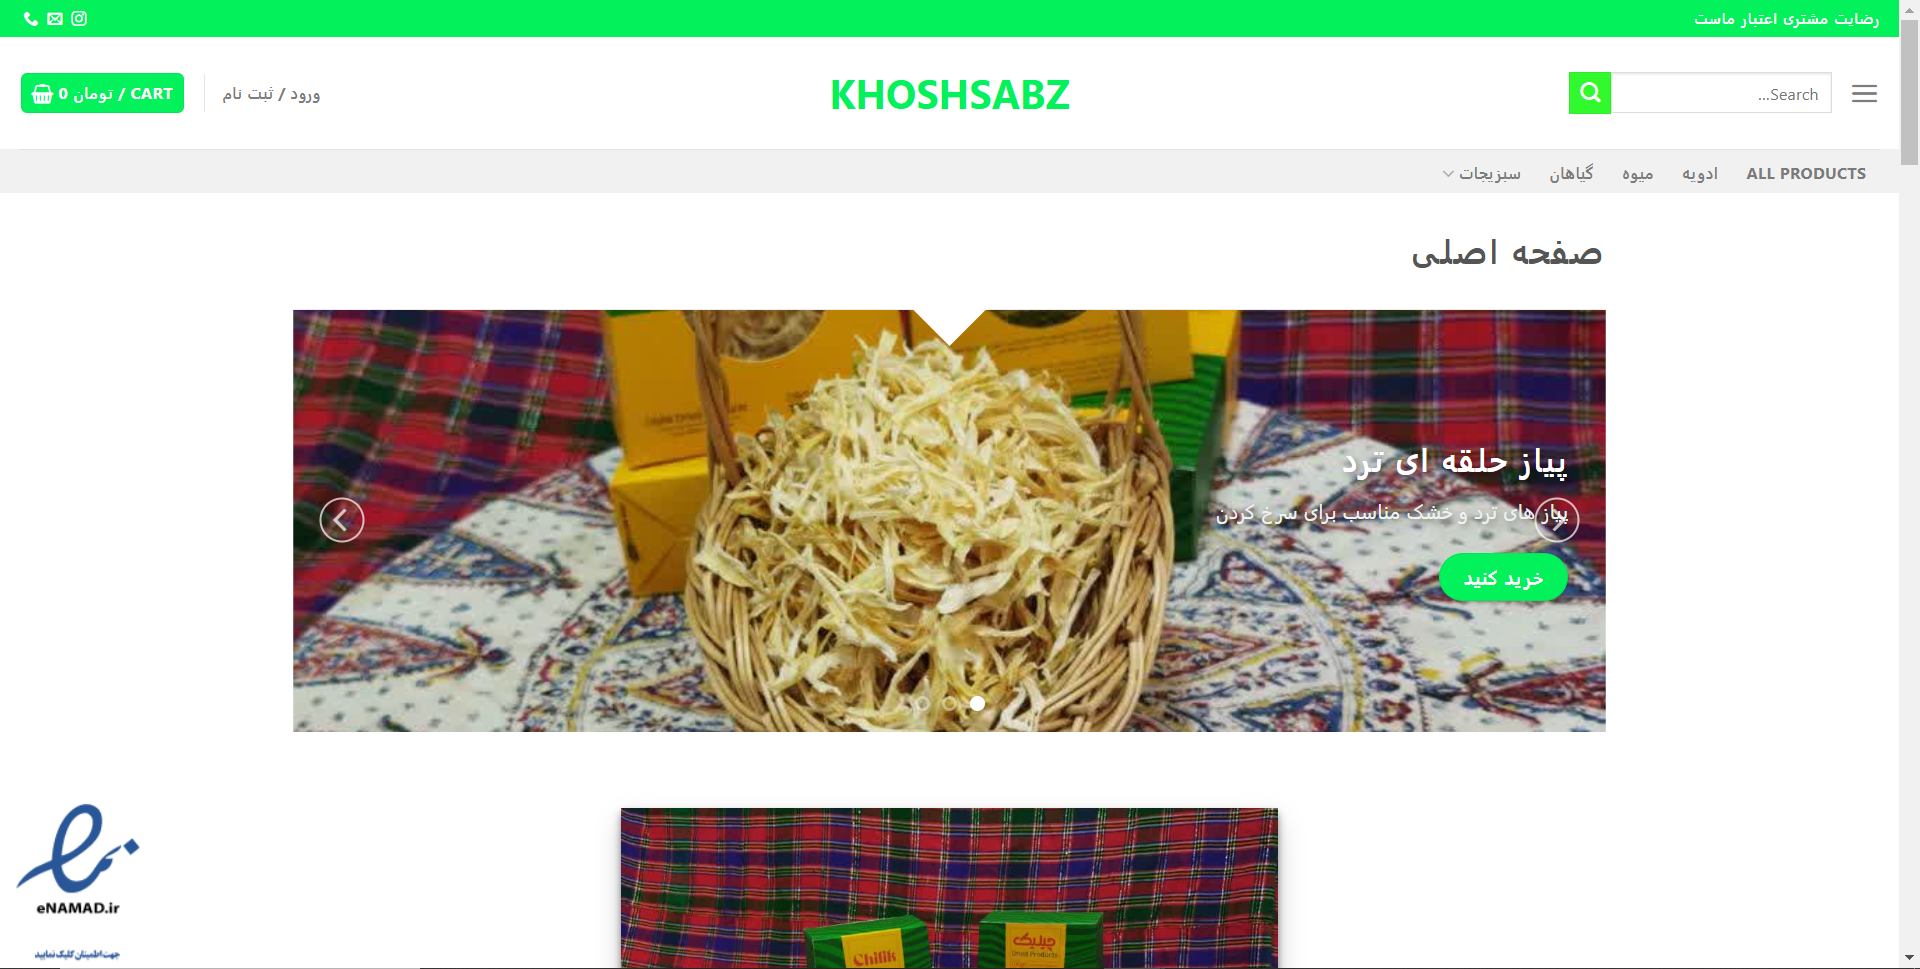 رضایت مشتری اعتبار ماست
Search...
KHOSHSABZ
ورود / ثبت نام
CART / تومان 0
ALL PRODUCTS
ادویه
میوه
گیاهان
سبزیجات
صفحه اصلی
پیاز حلقه ای ترد
پیاز های ترد و خشک مناسب برای سرخ کردن
خرید کنید
eNAMAD.ir
جهت اطمینان کلیک نمایید
Chilik
چیلیک
Dried Products